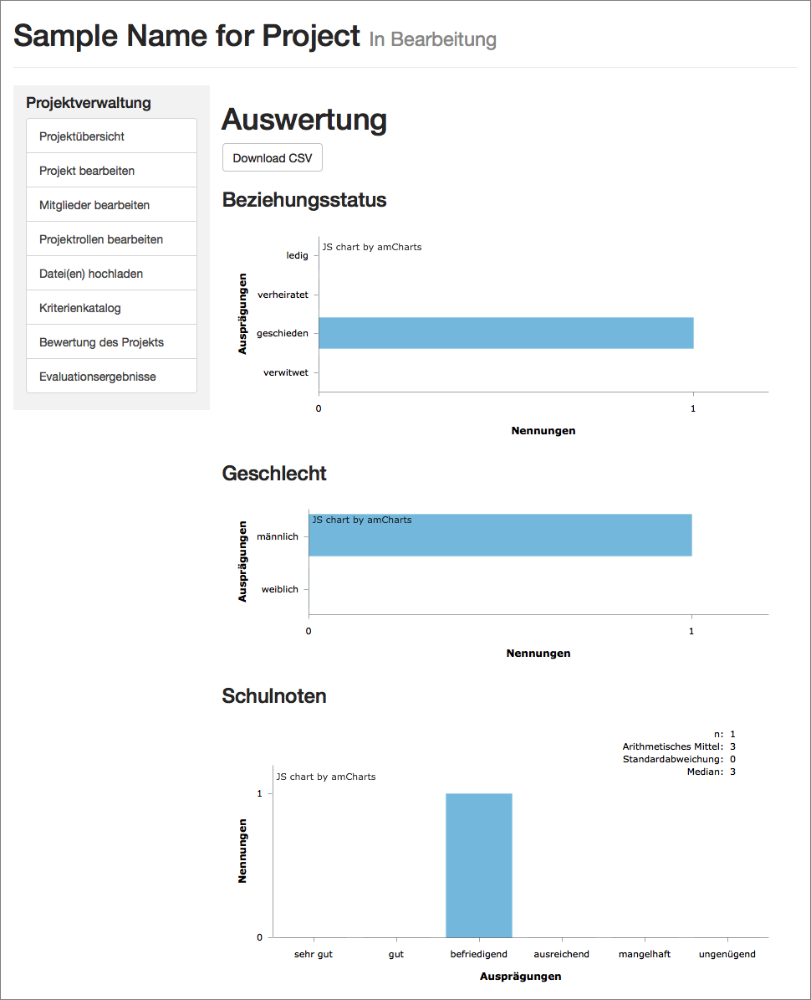 Sample Name for Project In Bearbeitung
Projektverwaltung
Projektübersicht
Projekt bearbeiten
Mitglieder bearbeiten
Projektrollen bearbeiten
Datei(en) hochladen
Kriterienkatalog
Bewertung des Projekts
Evaluationsergebnisse
Auswertung
Download CSV
Beziehungsstatus
JS chart by amCharts
Ausprägungen
ledig
verheiratet
geschieden
verwitwet
0 1
Nennungen
Geschlecht
JS chart by amCharts
Ausprägungen
männlich
weiblich
0 1
Nennungen
Schulnoten
n: 1
Arithmetisches Mittel: 3
Standardabweichung: 0
Median: 3
JS chart by amCharts
Nennungen
1
0
sehr gut gut befriedigend ausreichend mangelhaft ungenügend
Ausprägungen